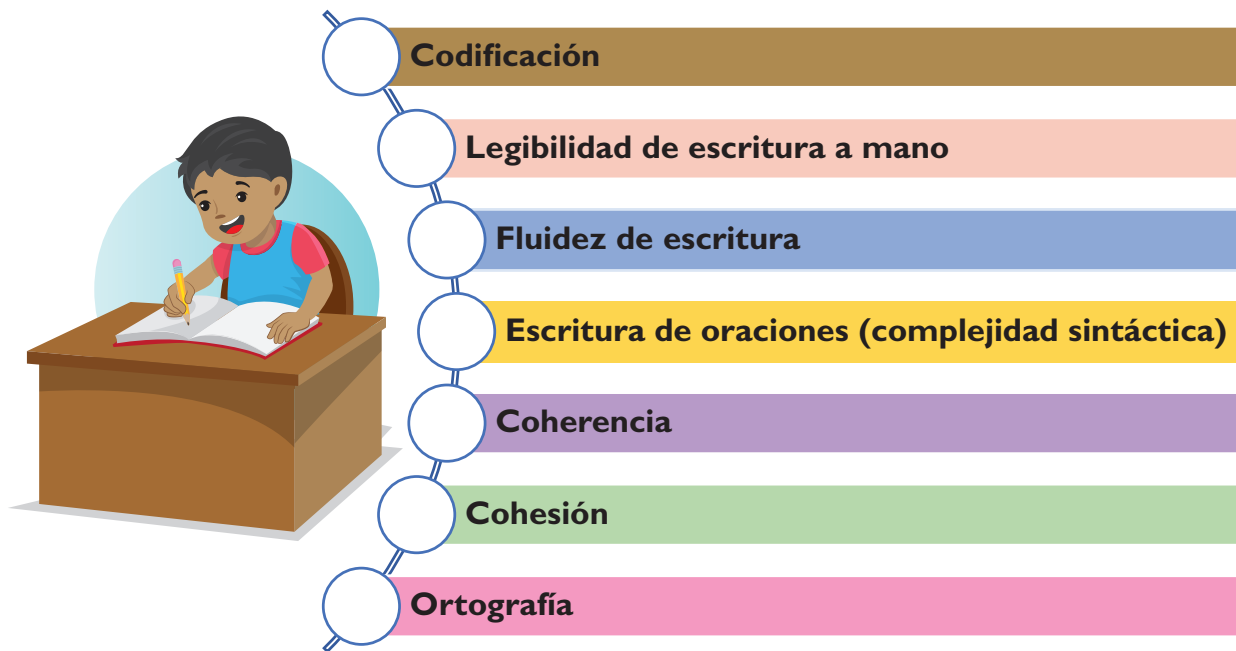 Codificación
Legibilidad de escritura a mano
Fluidez de escritura
Escritura de oraciones (complejidad sintáctica)
Coherencia
Cohesión
Ortografía